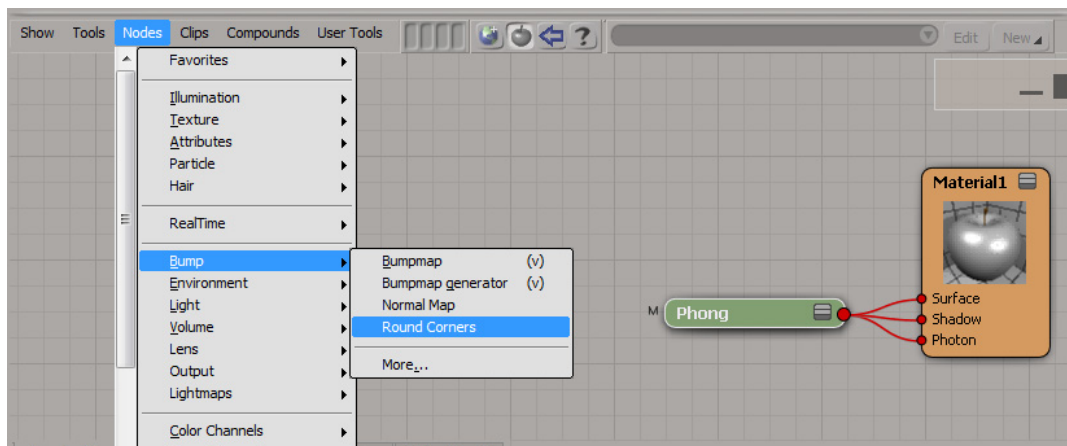 Show Tools Nodes Clips Compounds User Tools ? Edit New
Favorites
Illumination
Texture
Attributes
Particle
Hair
RealTime
Bump
Environment
Light
Volume
Lens
Output
Lightmaps
Color Channels
Bumpmap (v)
Bumpmap generator (v)
Normal Map
Round Corners
More...
M Phong
Material1
Surface
Shadow
Photon